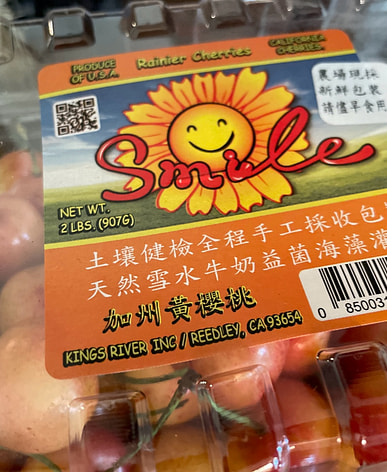 PRODUCE
OF U.S.A.
Rainier Cherries
CALIFORNIA
CHERRIES
農場現採
新鮮包裝
請儘早食用
Smile
NET WT.
2 LBS. (907G)
土壤健檢全程手工採收包
天然雪水牛奶益菌海藻灌
加州黃櫻桃
KINGS RIVER INC / REEDLEY, CA 93654
0 85003